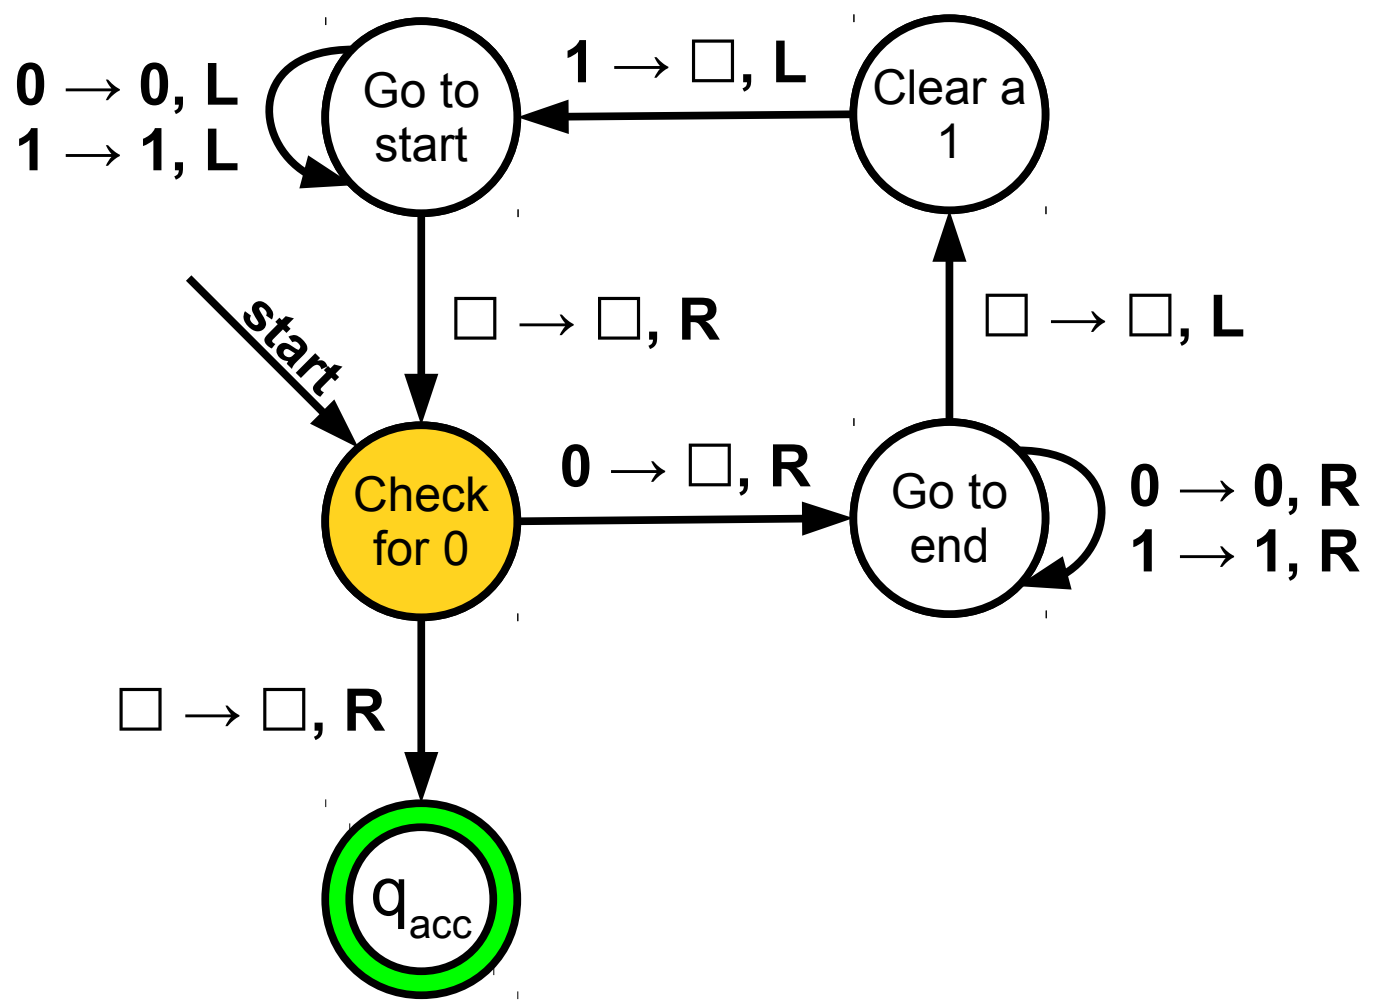 Go to
start
1 → □, L
Clear a
1
0 → 0, L
1 → 1, L
start
□ → □, R
□ → □, L
Check
for 0
0 → □, R
Go to
end
0 → 0, R
1 → 1, R
□ → □, R
qacc